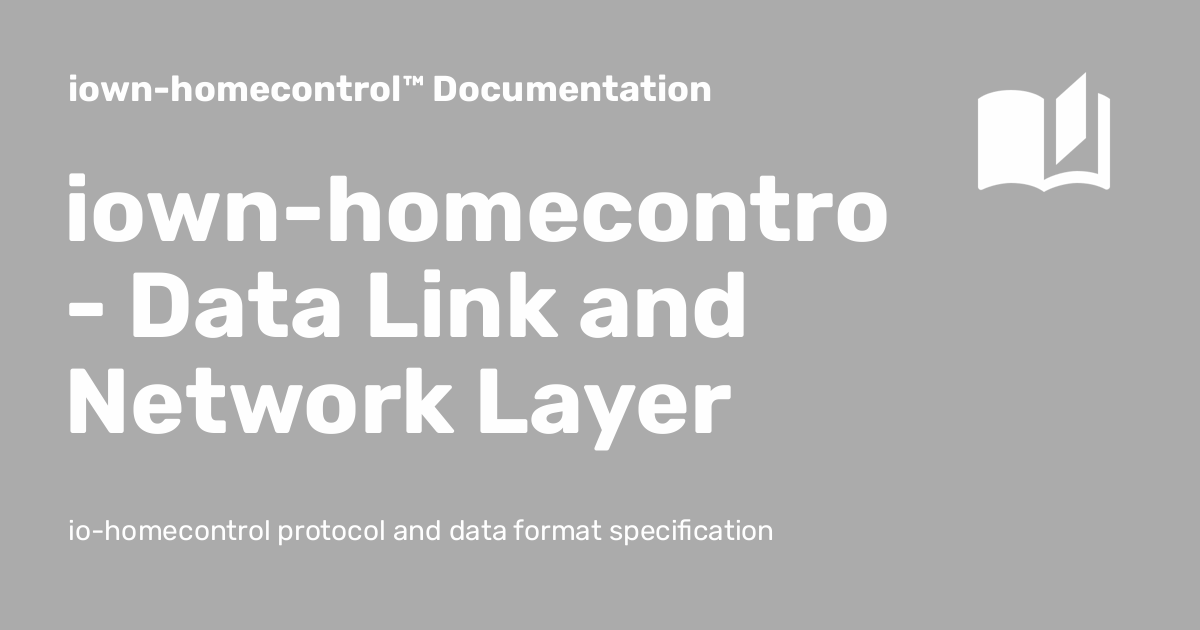 iown-homecontrol™ Documentation
iown-homecontro
- Data Link and
Network Layer
io-homecontrol protocol and data format specification